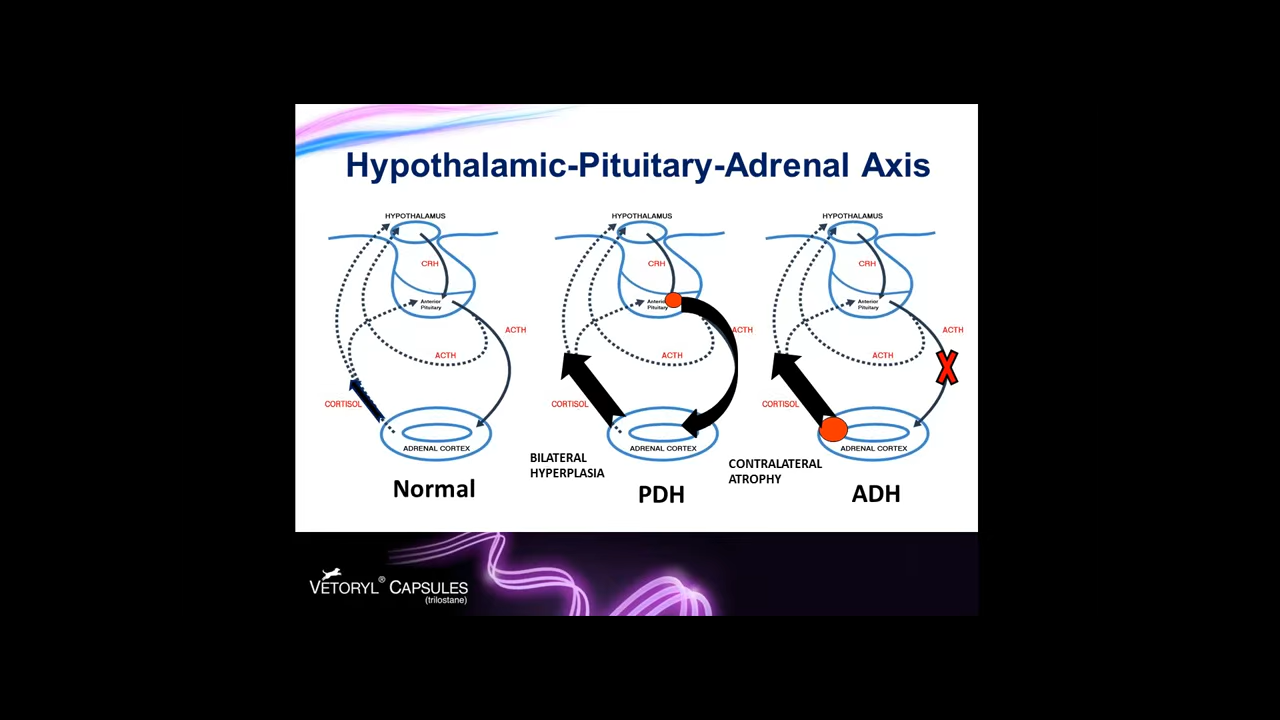 Hypothalamic-Pituitary-Adrenal Axis
HYPOTHALAMUS
CRH
Anterior
Pituitary
ACTH
ACTH
CORTISOL
ADRENAL CORTEX
Normal
HYPOTHALAMUS
CRH
Anterior
Pituitary
ACTH
ACTH
CORTISOL
ADRENAL CORTEX
BILATERAL
HYPERPLASIA
PDH
HYPOTHALAMUS
CRH
Anterior
Pituitary
ACTH
ACTH
X
CORTISOL
ADRENAL CORTEX
CONTRALATERAL
ATROPHY
ADH
VETORYL® CAPSULES
(trilostane)